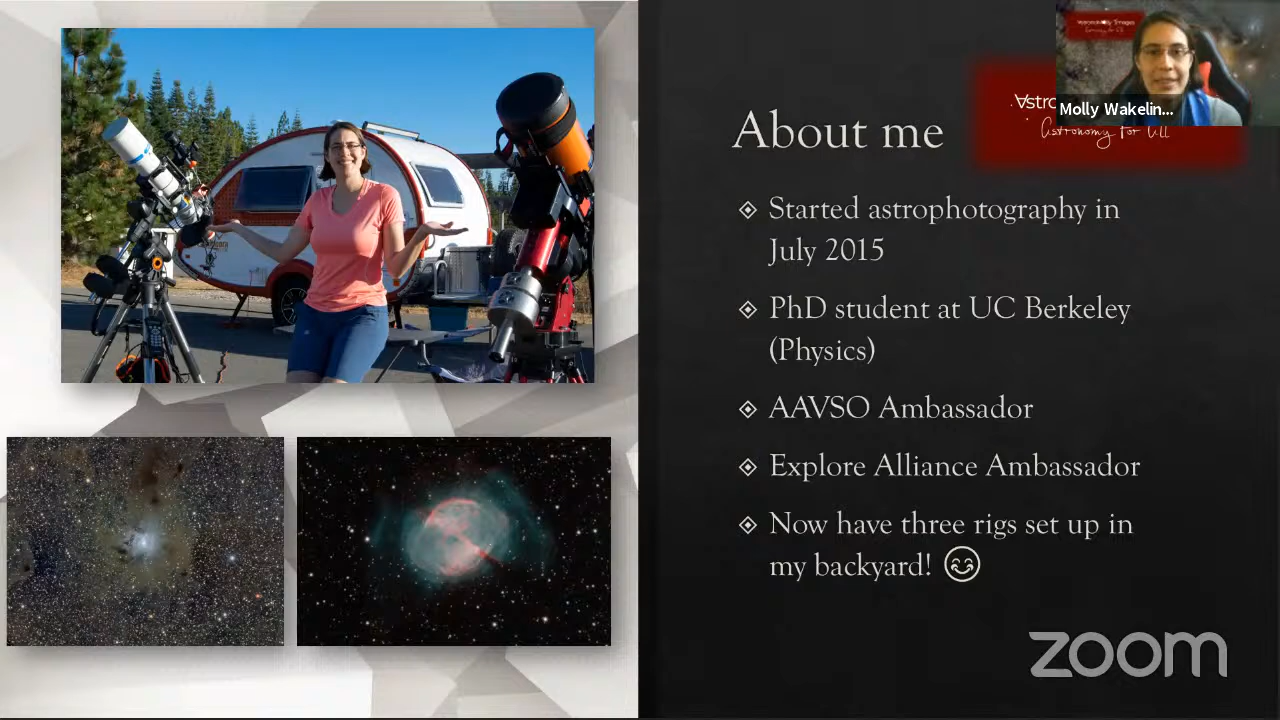 About me
Astronomy for all
Molly Wakelin...
Started astrophotography in
July 2015
PhD student at UC Berkeley
(Physics)
AAVSO Ambassador
Explore Alliance Ambassador
Now have three rigs set up in
my backyard!
zoom